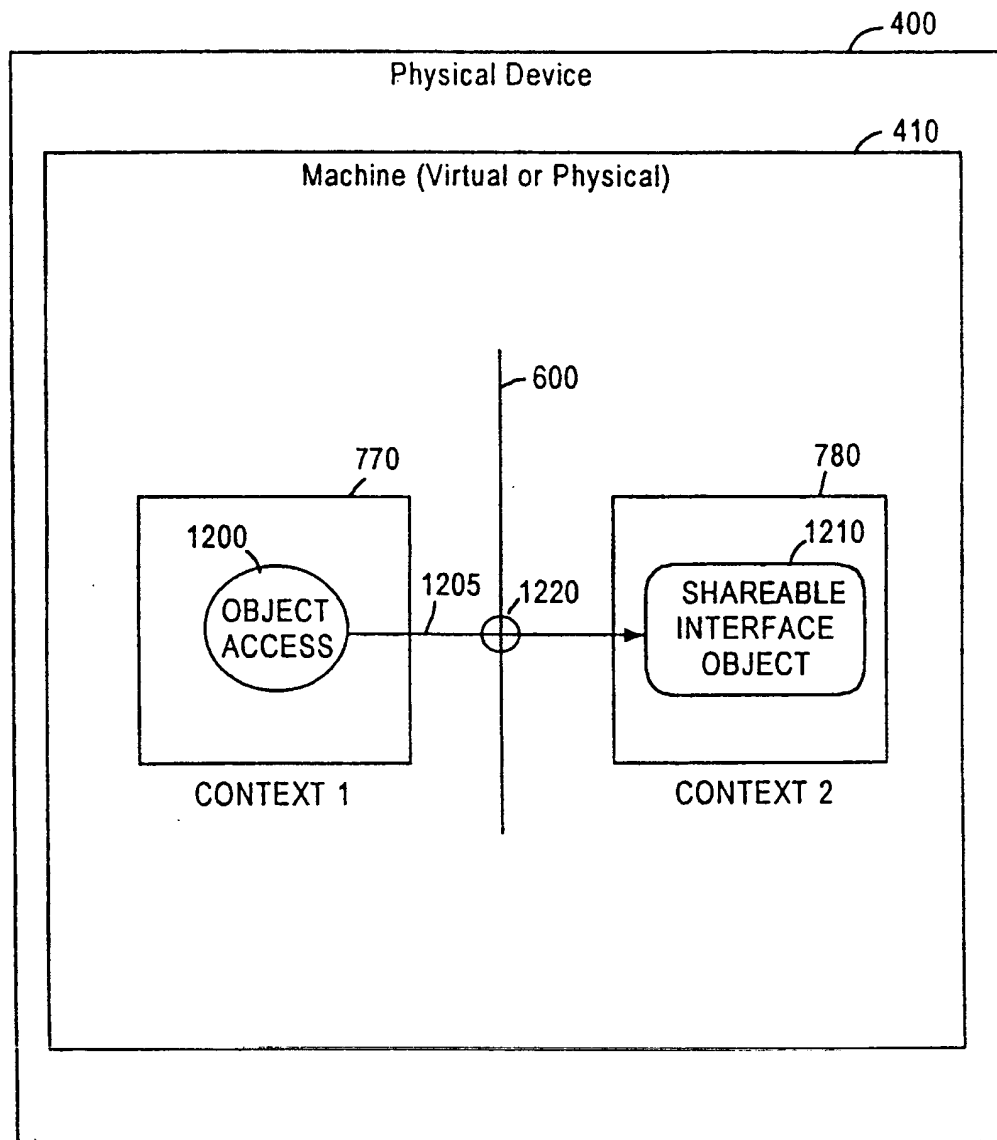 400
Physical Device
410
Machine (Virtual or Physical)
600
770
780
1200
1210
OBJECT
ACCESS
1205
1220
SHAREABLE
INTERFACE
OBJECT
CONTEXT 1
CONTEXT 2